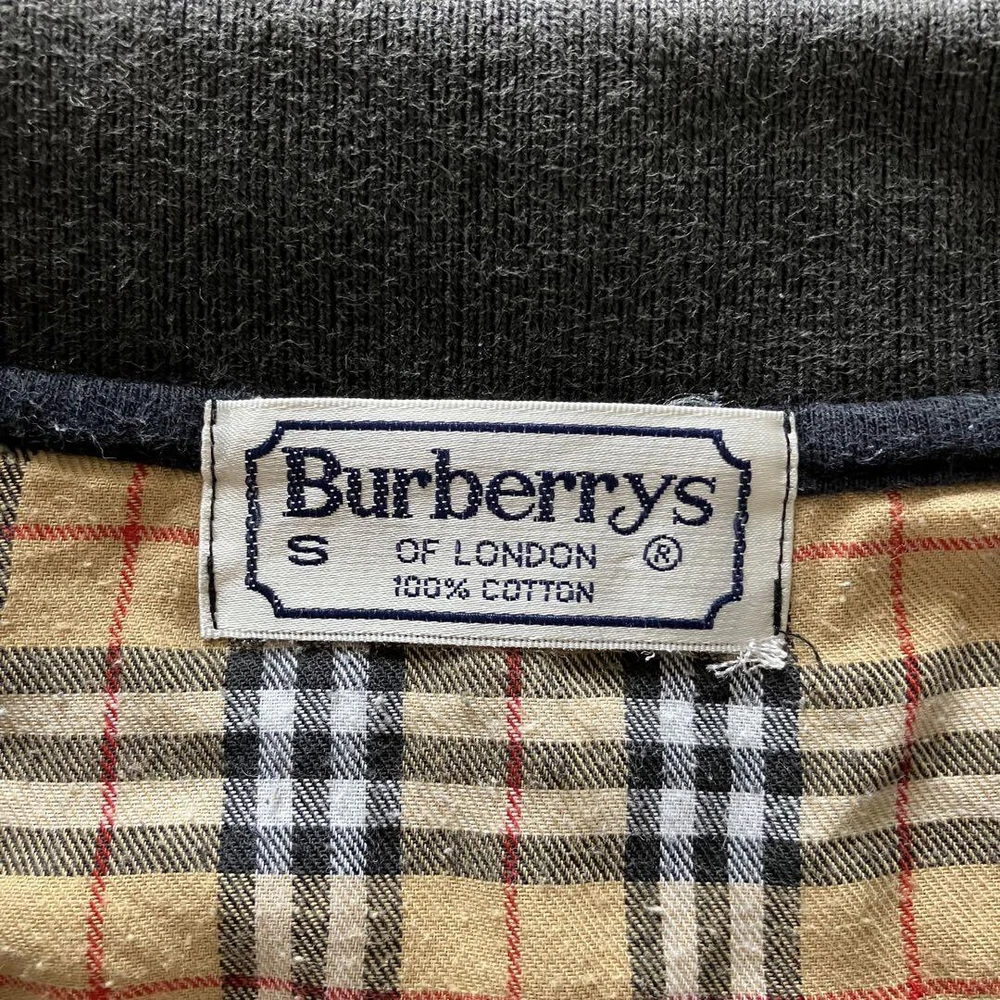 Burberrys
S OF LONDON ®
100% COTTON